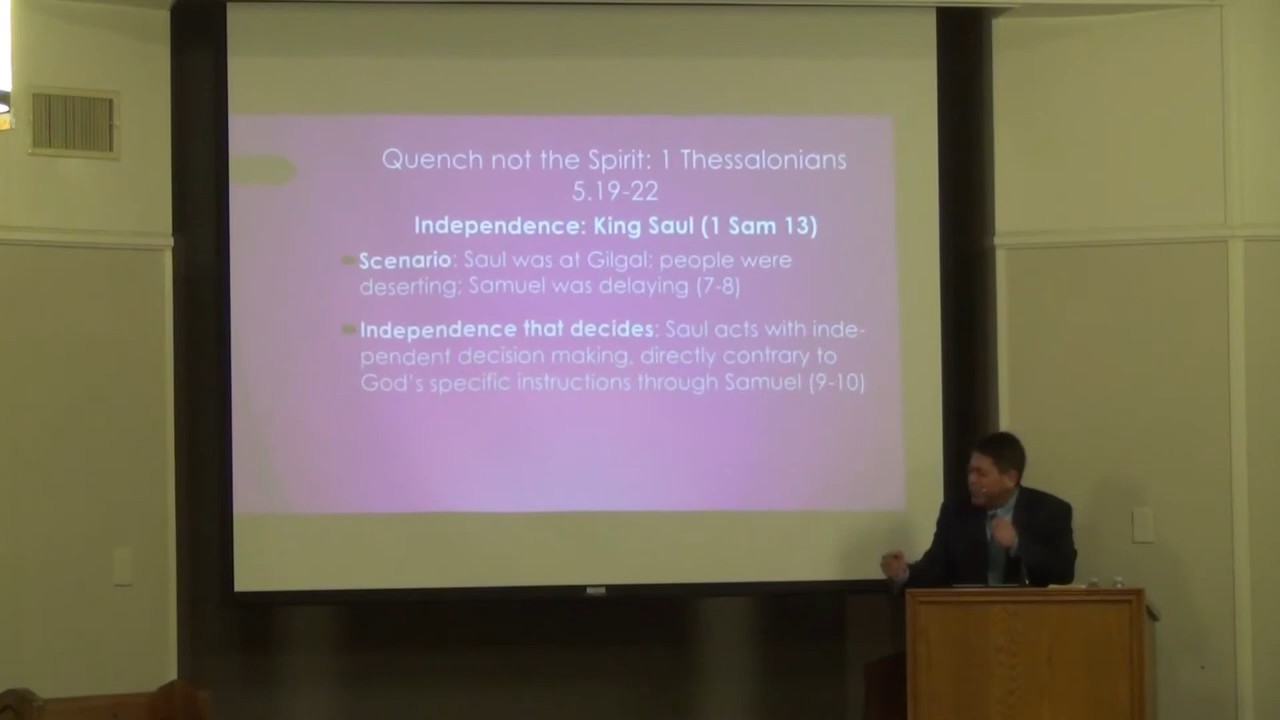 Quench not the Spirit: 1 Thessalonians
5.19-22
Independence: King Saul (1 Sam 13)
Scenario: Saul was at Gilgal; people were
deserting; Samuel was delaying (7-8)
Independence that decides: Saul acts with inde-
pendent decision making, directly contrary to
God's specific instructions through Samuel (9-10)